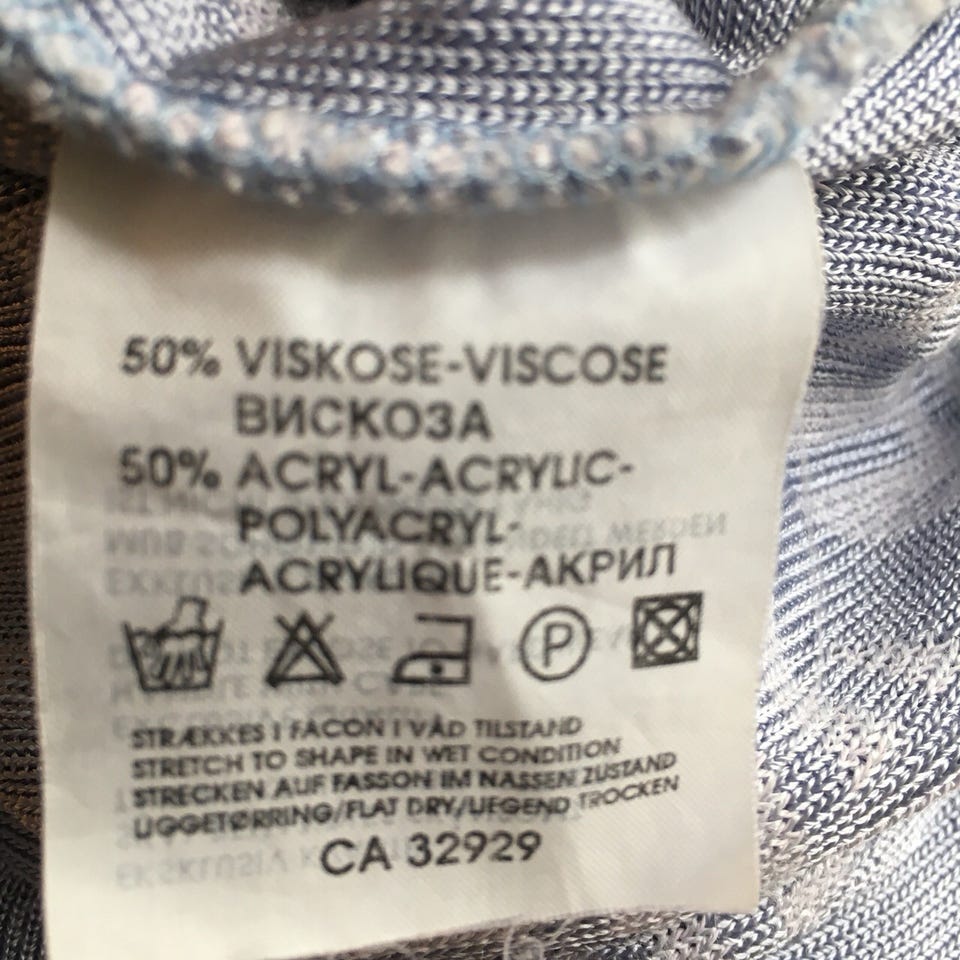 50% VISKOSE-VISCOSE
ВИСКОЗА
50% ACRYL-ACRYLIC-
POLYACRYL-
ACRYLIQUE-АКРИЛ
P
STRÆKKES I FACON I VÅD TILSTAND
STRETCH TO SHAPE IN WET CONDITION
STRECKEN AUF FASSON IM NASSEN ZUSTAND
LIGGETØRRING/FLAT DRY/LIEGEND TROCKEN
CA 32929